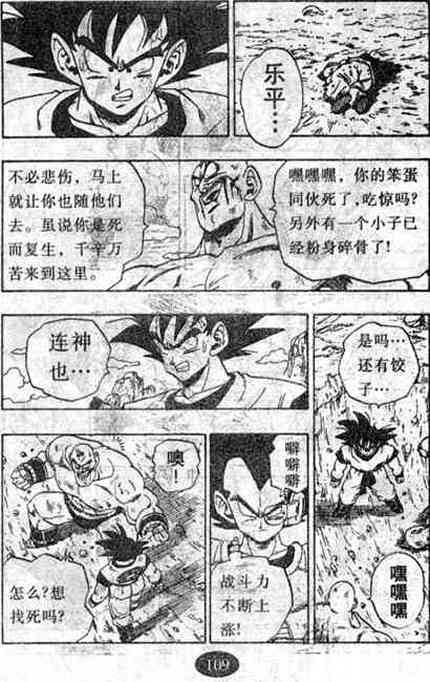 乐平…
嘿嘿嘿，你的笨蛋
同伙死了，吃惊吗？
另外有一个小子已
经粉身碎骨了！
不必悲伤，马上
就让你也随他们
去。虽说你是死
而复生，千辛万
苦来到这里。
是吗…
还有饺
子…
连神
也…
嘿嘿嘿
噼噼噼
战斗力
不断上
涨！
噢！
怎么？想
找死吗？
109